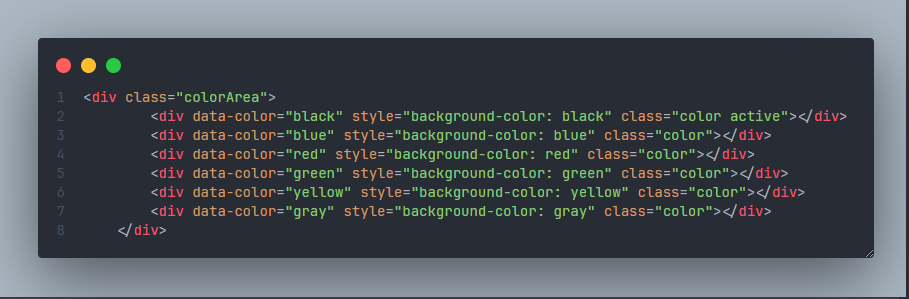 1 <div class="colorArea">
2         <div data-color="black" style="background-color: black" class="color active"></div>
3         <div data-color="blue" style="background-color: blue" class="color"></div>
4         <div data-color="red" style="background-color: red" class="color"></div>
5         <div data-color="green" style="background-color: green" class="color"></div>
6         <div data-color="yellow" style="background-color: yellow" class="color"></div>
7         <div data-color="gray" style="background-color: gray" class="color"></div>
8     </div>